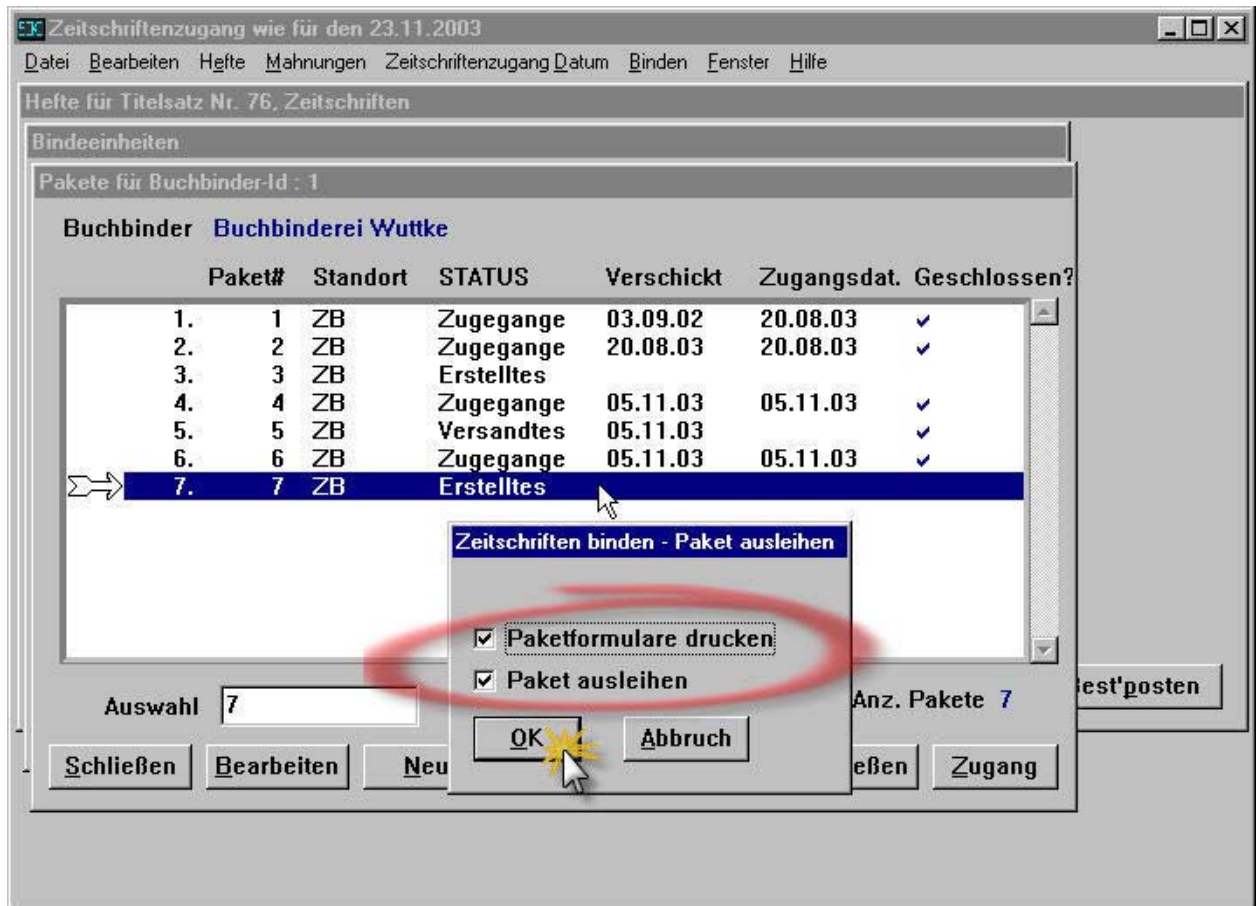 Zeitschriftenzugang wie für den 23.11.2003
Datei Bearbeiten Hefte Mahnungen Zeitschriftenzugang Datum Binden Fenster Hilfe
Hefte für Titelsatz Nr. 76, Zeitschriften
Bindeeinheiten
Pakete für Buchbinder-Id : 1
Buchbinder Buchbinderei Wuttke
Paket# Standort STATUS Verschickt Zugangsdat. Geschlossen?
1. 1 ZB Zugegange 03.09.02 20.08.03 ✓
2. 2 ZB Zugegange 20.08.03 20.08.03 ✓
3. 3 ZB Erstelltes
4. 4 ZB Zugegange 05.11.03 05.11.03 ✓
5. 5 ZB Versandtes 05.11.03 ✓
6. 6 ZB Zugegange 05.11.03 05.11.03 ✓
7. 7 ZB Erstelltes
Zeitschriften binden - Paket ausleihen
Paketformulare drucken
Paket ausleihen
OK Abbruch
Auswahl 7 Anz. Pakete 7
est'posten
Schließen Bearbeiten Neu eßen Zugang